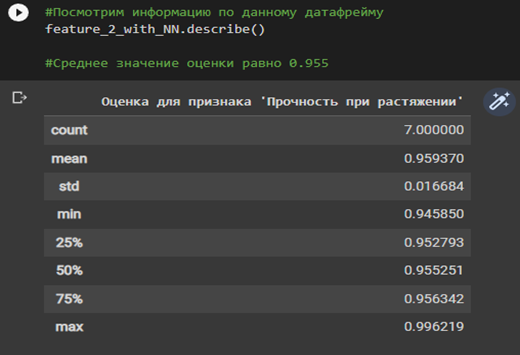 #Посмотрим информацию по данному датафрейму
feature_2_with_NN.describe()
#Среднее значение оценки равно 0.955
Оценка для признака 'Прочность при растяжении'
count 7.000000
mean 0.959370
std 0.016684
min 0.945850
25% 0.952793
50% 0.955251
75% 0.956342
max 0.996219